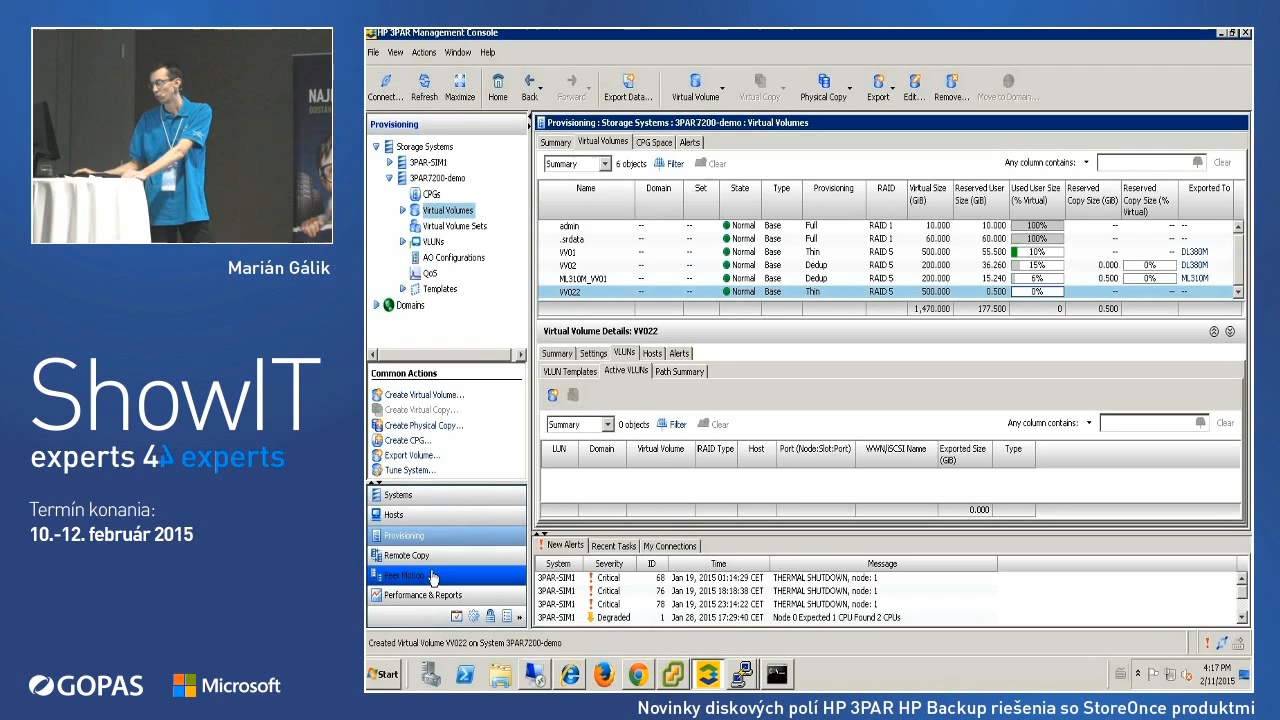 NAJ
Marián Gálik
ShowIT
experts 4 experts
Termín konania:
10.-12. február 2015
GOPAS
Microsoft
HP 3PAR Management Console
File View Actions Window Help
Connect... Refresh Maximize Home Back Forward Export Data... Virtual Volume Virtual Copy Physical Copy Export Edit... Remove... Move to Domain...
Provisioning
Storage Systems
3PAR-SIM1
3PAR7200-demo
CPGs
Virtual Volumes
Virtual Volume Sets
VLUNs
AO Configurations
QoS
Templates
Domains
Common Actions
Create Virtual Volume...
Create Virtual Copy...
Create Physical Copy...
Create CPG...
Export Volume...
Tune System...
Systems
Hosts
Provisioning
Remote Copy
Peer Motion
Performance & Reports
»
Provisioning : Storage Systems : 3PAR7200-demo : Virtual Volumes
Summary Virtual Volumes CPG Space Alerts
Summary 6 objects Filter Clear Any column contains: Clear
Name Domain Set State Type Provisioning RAID Virtual Size (GiB) Reserved User Size (GiB) Used User Size (% Virtual) Reserved Copy Size (GiB) Reserved Copy Size (% Virtual) Exported To
admin -- -- Normal Base Full RAID 1 10.000 10.000 100% -- -- --
.srdata -- -- Normal Base Full RAID 1 60.000 60.000 100% -- -- --
VV01 -- -- Normal Base Thin RAID 5 500.000 55.500 10% -- -- DL380M
VV02 -- -- Normal Base Dedup RAID 5 200.000 36.260 15% 0.000 0% DL380M
ML310M_VV01 -- -- Normal Base Dedup RAID 5 200.000 15.240 6% 0.500 0% ML310M
VV022 -- -- Normal Base Thin RAID 5 500.000 0.500 0% -- -- --
1,470.000 177.500 0 0.500
Virtual Volume Details: VV022
Summary Settings VLUNs Hosts Alerts
VLUN Templates Active VLUNs Path Summary
Summary 0 objects Filter Clear Any column contains: Clear
LUN Domain Virtual Volume RAID Type Host Port (Node:Slot:Port) WWN/iSCSI Name Exported Size (GiB) Type
0.000
New Alerts Recent Tasks My Connections
System Severity ID Time Message
3PAR-SIM1 Critical 68 Jan 19, 2015 01:14:29 CET THERMAL SHUTDOWN, node: 1
3PAR-SIM1 Critical 76 Jan 19, 2015 18:18:38 CET THERMAL SHUTDOWN, node: 1
3PAR-SIM1 Critical 78 Jan 19, 2015 23:14:22 CET THERMAL SHUTDOWN, node: 1
3PAR-SIM1 Degraded 1 Jan 28, 2015 17:29:40 CET Node 0 Expected 1 CPU Found 2 CPUs
Created Virtual Volume VV022 on System 3PAR7200-demo
Start
4:17 PM
2/11/2015
Novinky diskových polí HP 3PAR HP Backup riešenia so StoreOnce produktmi